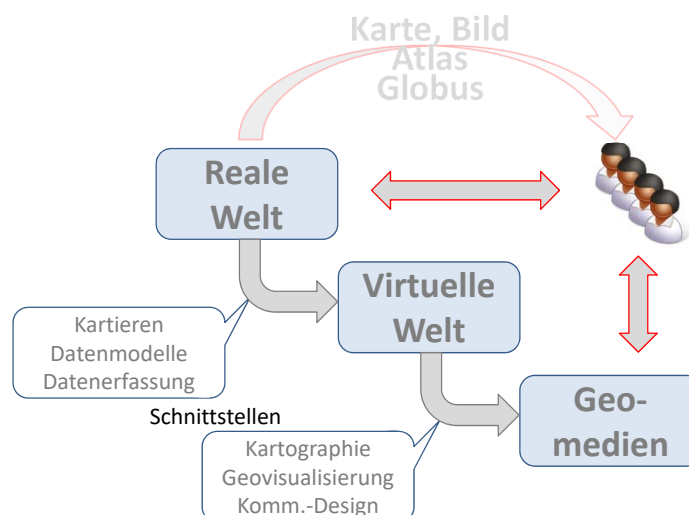 Karte, Bild
Atlas
Globus
Reale
Welt
Virtuelle
Welt
Kartieren
Datenmodelle
Datenerfassung
Schnittstellen
Geo-
medien
Kartographie
Geovisualisierung
Komm.-Design